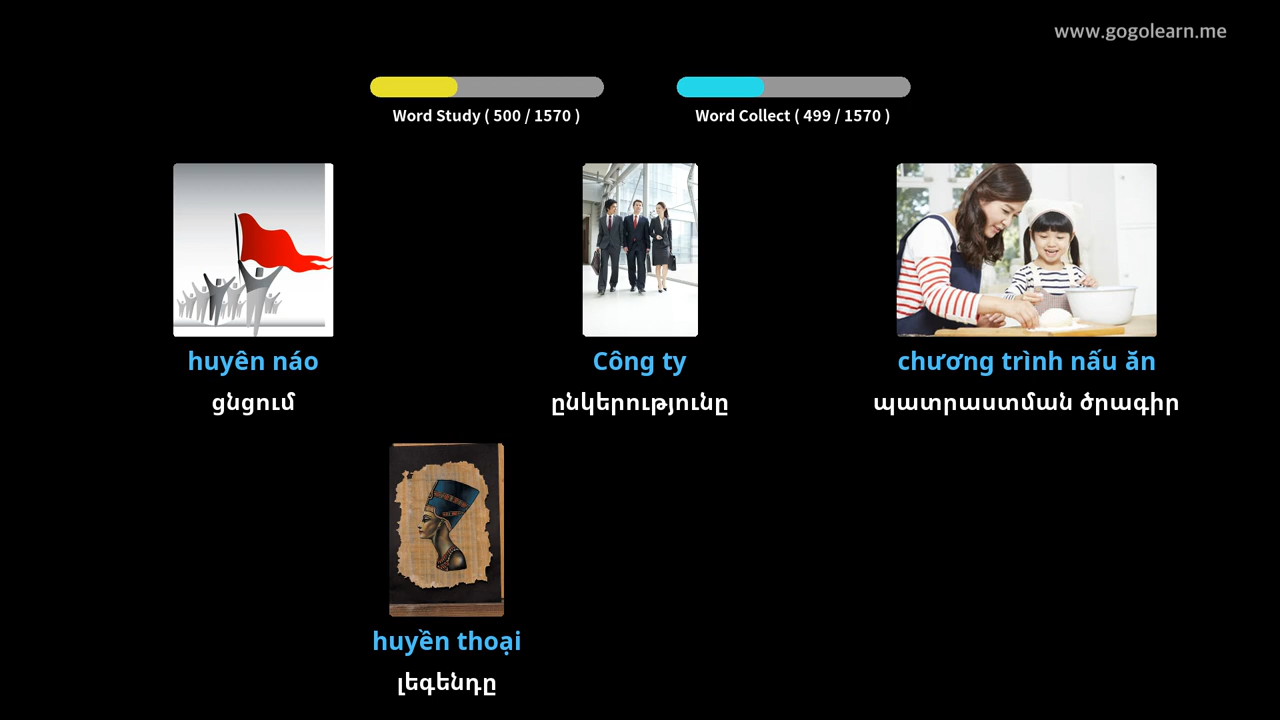 www.gogolearn.me
Word Study ( 500 / 1570 )
Word Collect ( 499 / 1570 )
huyên náo
ցնցում
Công ty
ընկերությունը
chương trình nấu ăn
պատրաստման ծրագիր
huyền thoại
լեգենդը